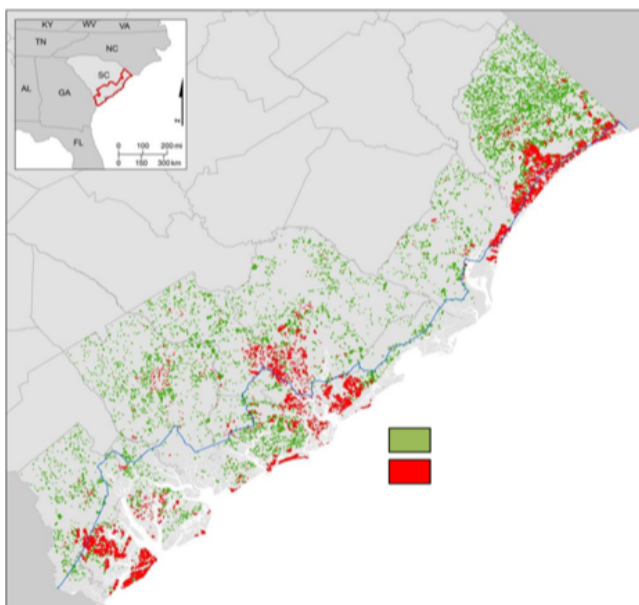 KY WV VA
TN NC
SC
AL GA
N
FL
0 100 200 mi
0 150 300 km